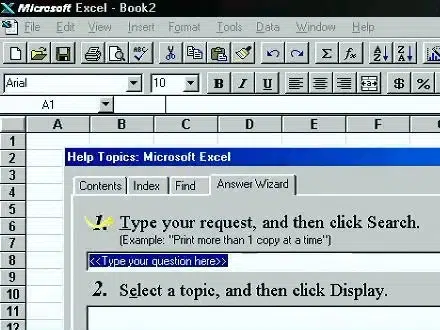 Microsoft Excel - Book2
File Edit View Insert Format Tools Data Window Help
ABC Σ fx A Z Z A
Arial 10 B I U $ %
A1
A B C D E F
1
2 Help Topics: Microsoft Excel
3
4 Contents Index Find Answer Wizard
5
6 1. Type your request, and then click Search.
7 (Example: "Print more than 1 copy at a time")
8 <<Type your question here>>
9
10 2. Select a topic, and then click Display.
11
12
13